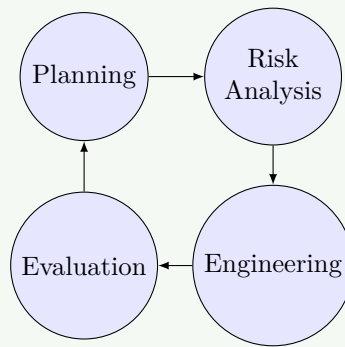 Planning
Risk
Analysis
Evaluation
Engineering